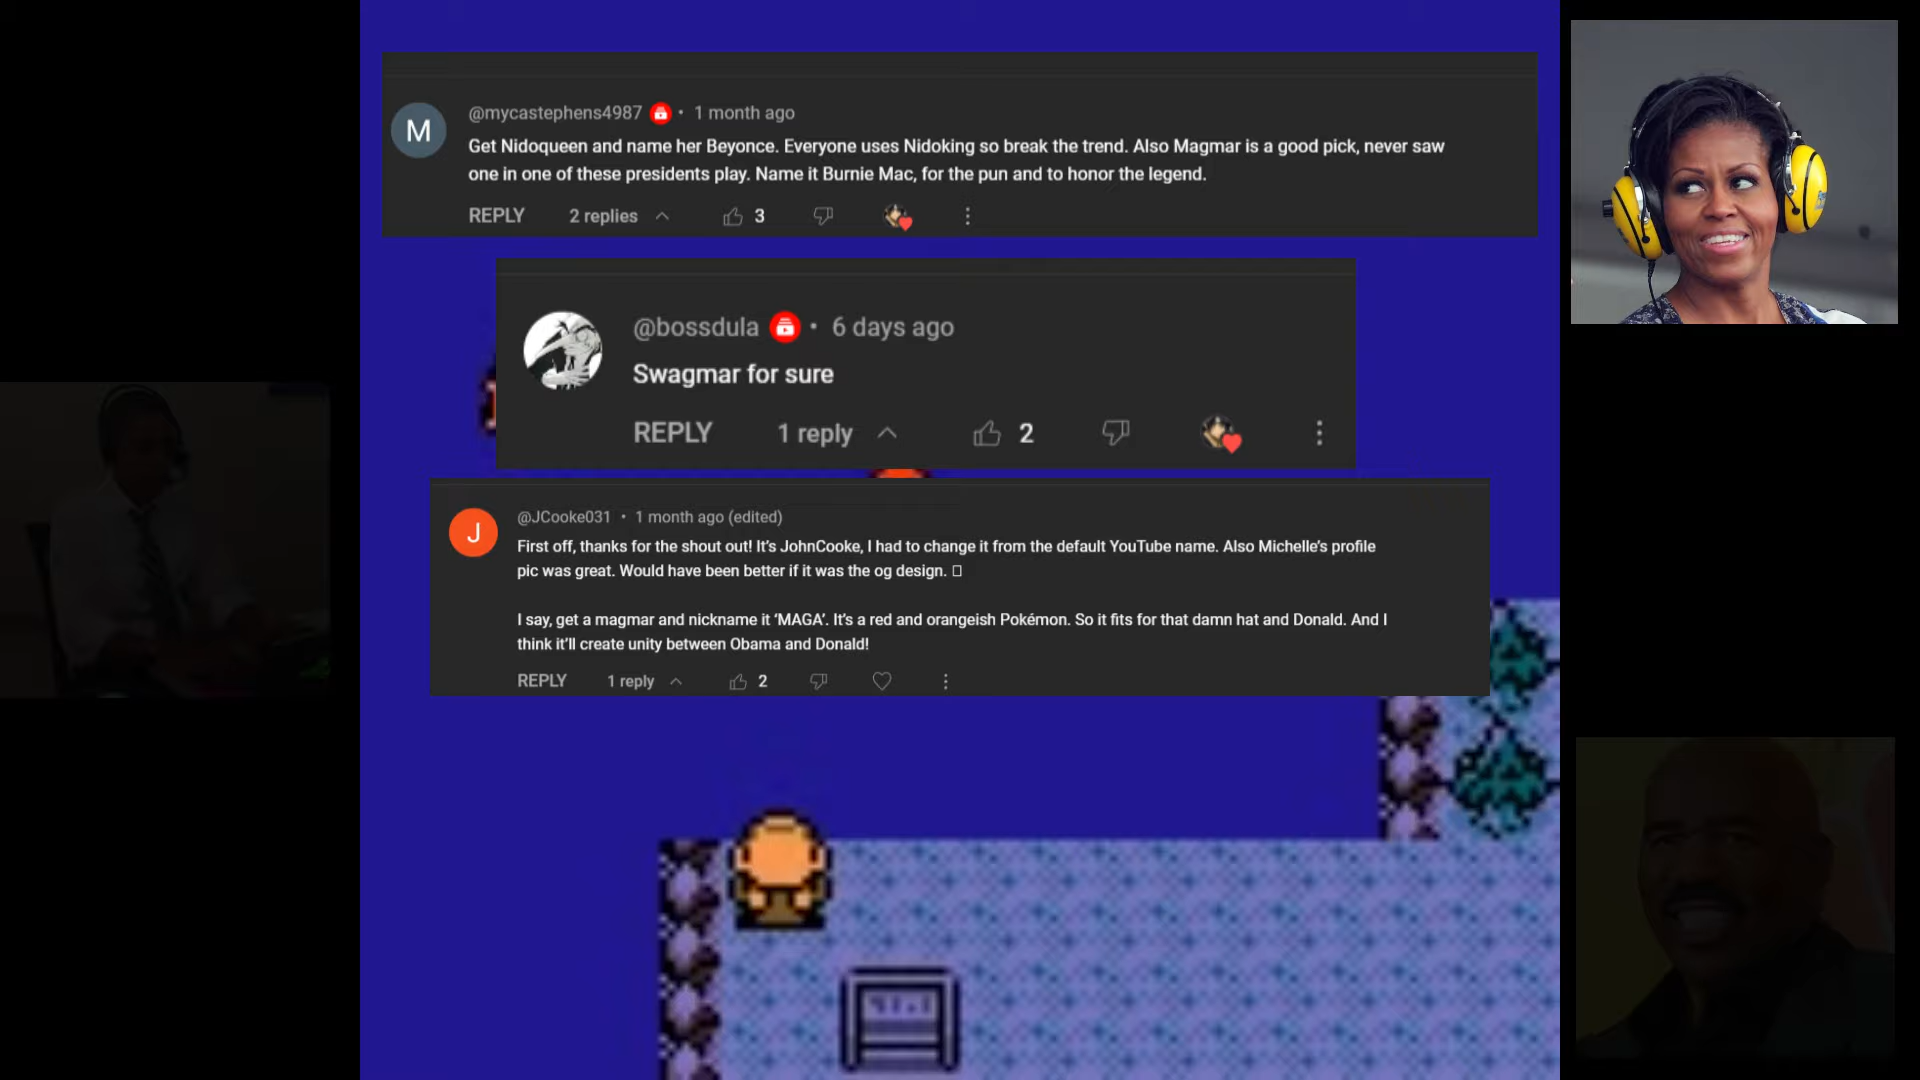 M
@mycastephens4987 • 1 month ago
Get Nidoqueen and name her Beyonce. Everyone uses Nidoking so break the trend. Also Magmar is a good pick, never saw
one in one of these presidents play. Name it Burnie Mac, for the pun and to honor the legend.
REPLY 2 replies 3
@bossdula • 6 days ago
Swagmar for sure
REPLY 1 reply 2
J
@JCooke031 • 1 month ago (edited)
First off, thanks for the shout out! It's JohnCooke, I had to change it from the default YouTube name. Also Michelle's profile
pic was great. Would have been better if it was the og design.
I say, get a magmar and nickname it ‘MAGA’. It's a red and orangeish Pokémon. So it fits for that damn hat and Donald. And I
think it'll create unity between Obama and Donald!
REPLY 1 reply 2